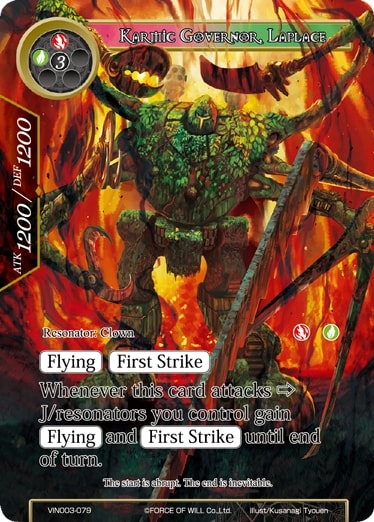 Karmic Governor, Laplace
3
ATK 1200 / DEF 1200
Resonator: Clown
Flying First Strike
Whenever this card attacks ⇨
J/resonators you control gain
Flying and First Strike until end
of turn.
The start is abrupt. The end is inevitable.
VIN003-079 ©FORCE OF WILL Co.,Ltd. Illust/Kusanagi Tyouen